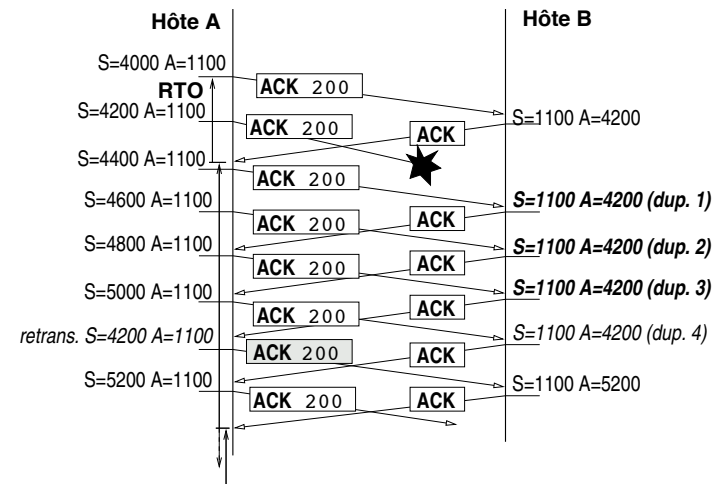 Hôte A
Hôte B
S=4000 A=1100
ACK 200
RTO
S=4200 A=1100
ACK 200
ACK
S=1100 A=4200
S=4400 A=1100
ACK 200
S=4600 A=1100
S=1100 A=4200 (dup. 1)
ACK
ACK 200
S=4800 A=1100
S=1100 A=4200 (dup. 2)
ACK
ACK 200
S=5000 A=1100
S=1100 A=4200 (dup. 3)
ACK
ACK 200
retrans. S=4200 A=1100
S=1100 A=4200 (dup. 4)
ACK 200
ACK
S=5200 A=1100
S=1100 A=5200
ACK 200
ACK